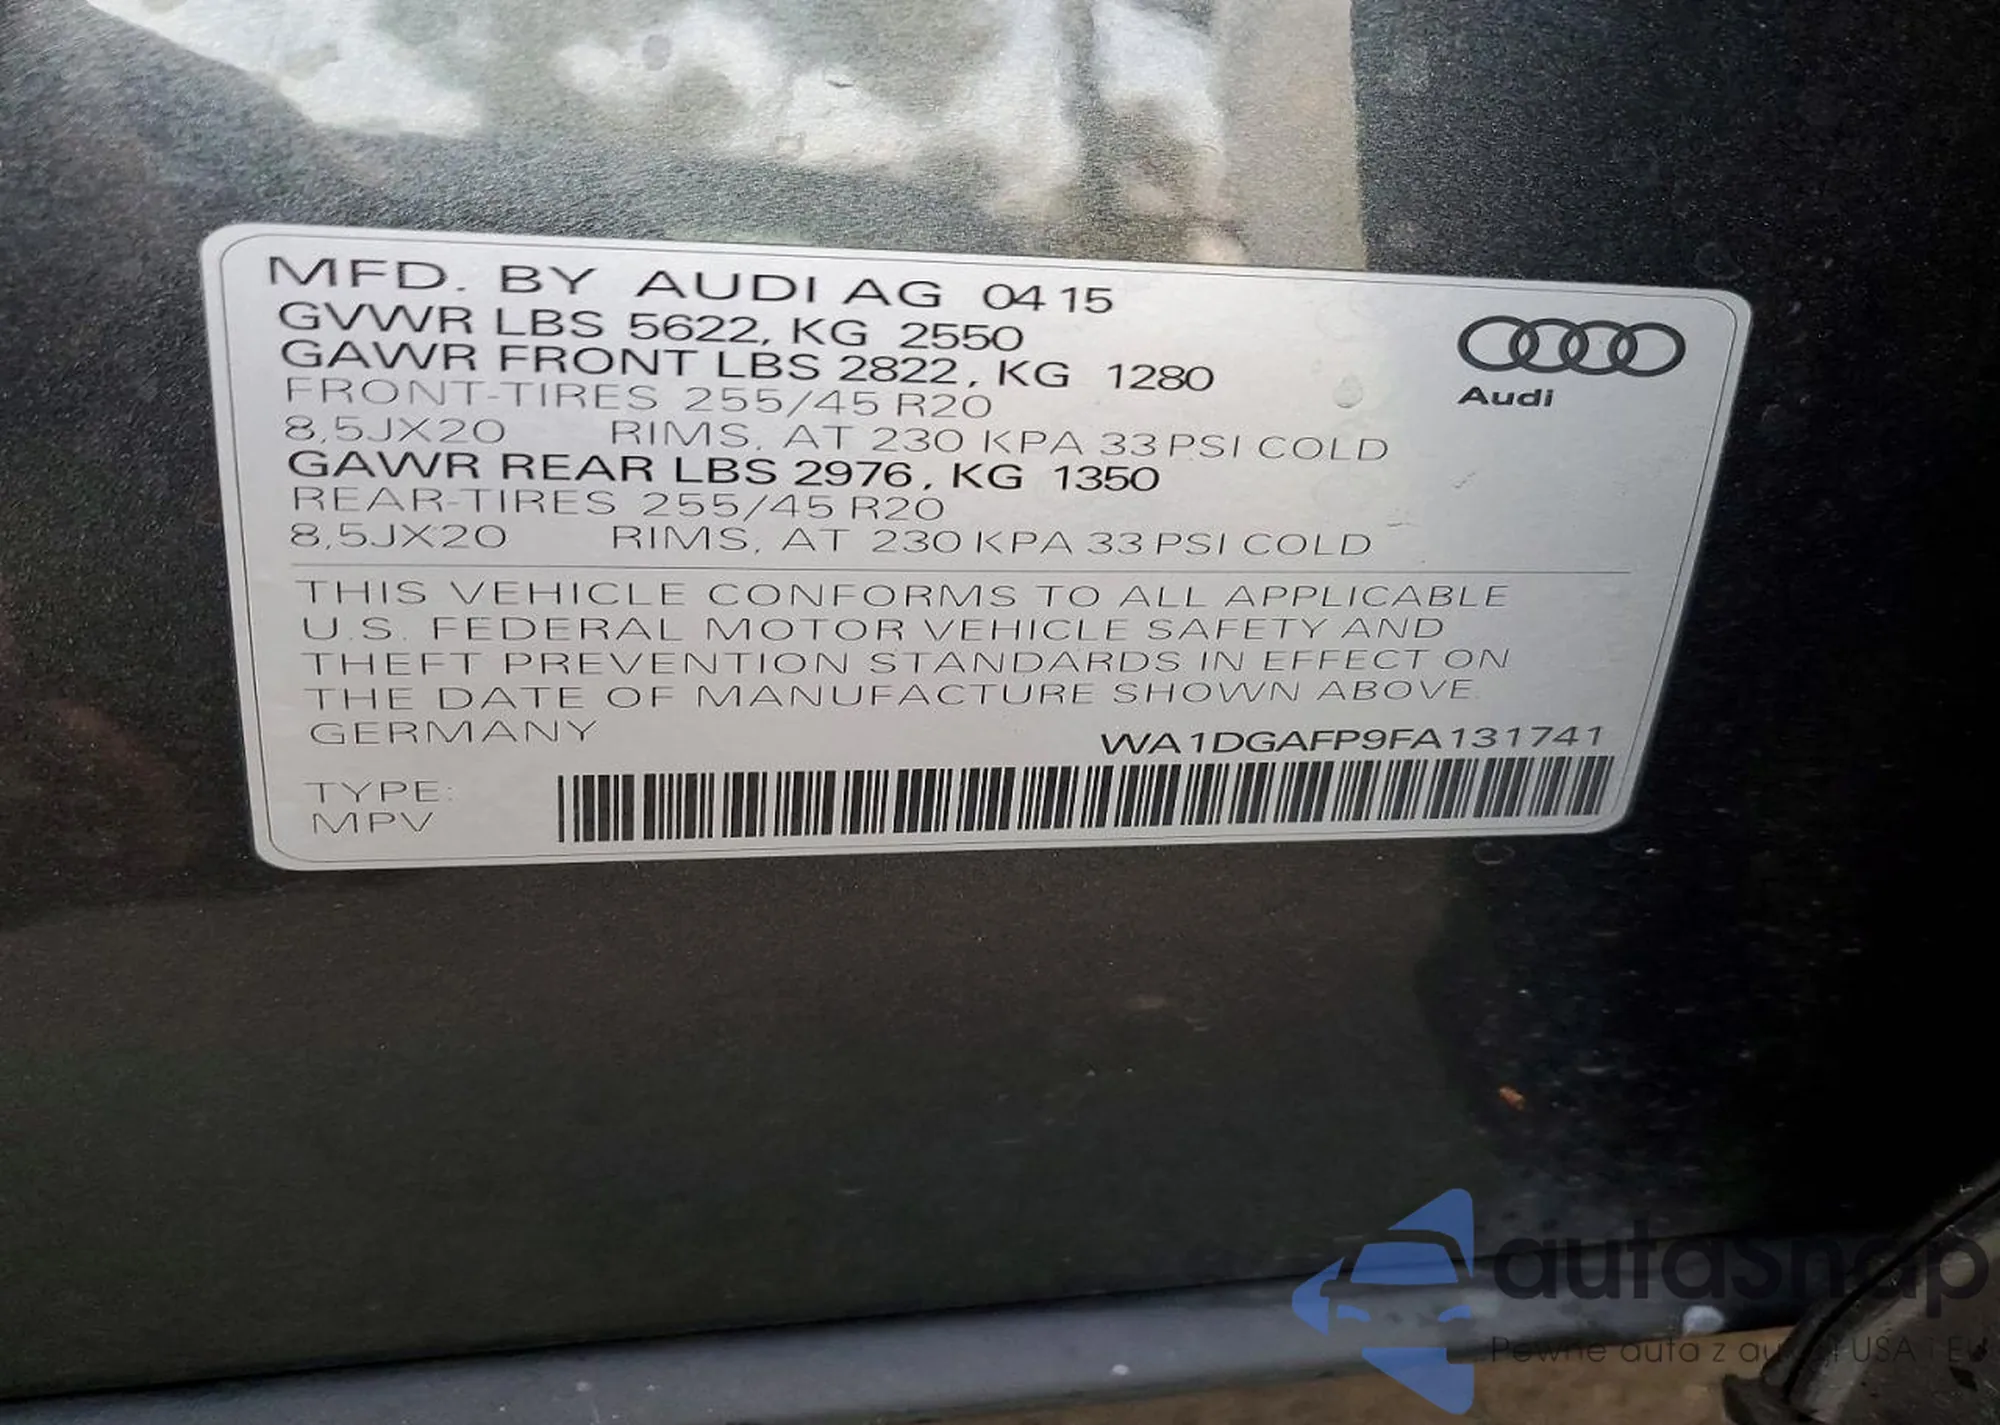 MFD. BY AUDI AG 04 15
GVWR LBS 5622, KG 2550
GAWR FRONT LBS 2822, KG 1280
FRONT-TIRES 255/45 R20
8,5JX20 RIMS, AT 230 KPA 33 PSI COLD
GAWR REAR LBS 2976, KG 1350
REAR-TIRES 255/45 R20
8,5JX20 RIMS, AT 230 KPA 33 PSI COLD
Audi
THIS VEHICLE CONFORMS TO ALL APPLICABLE
U.S. FEDERAL MOTOR VEHICLE SAFETY AND
THEFT PREVENTION STANDARDS IN EFFECT ON
THE DATE OF MANUFACTURE SHOWN ABOVE.
GERMANY
WA1DGAFP9FA131741
TYPE:
MPV
autasnap
Pewne auta z USA i